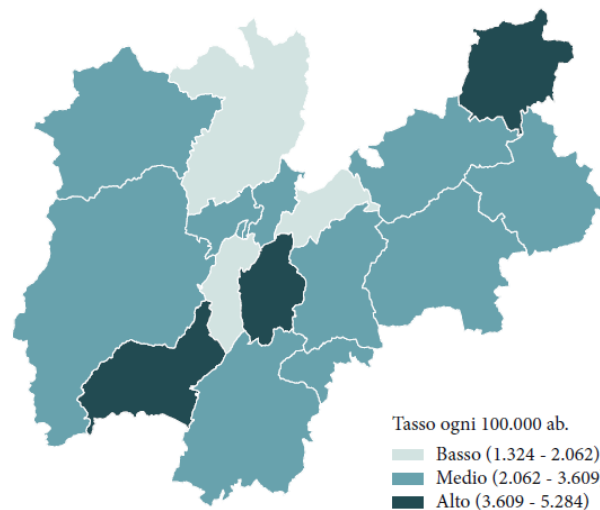 Tasso ogni 100.000 ab.
Basso (1.324 - 2.062)
Medio (2.062 - 3.609
Alto (3.609 - 5.284)